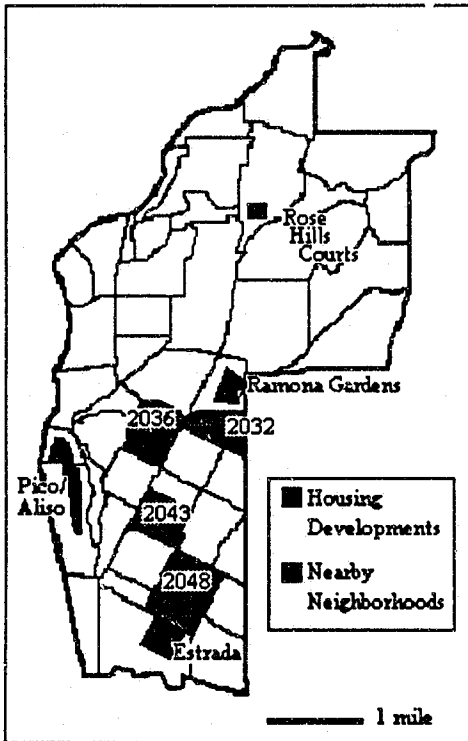 Rose
Hills
Courts
Ramona Gardens
2036
2032
Pico/
Aliso
2043
2048
Estrada
Housing
Developments
Nearby
Neighborhoods
1 mile